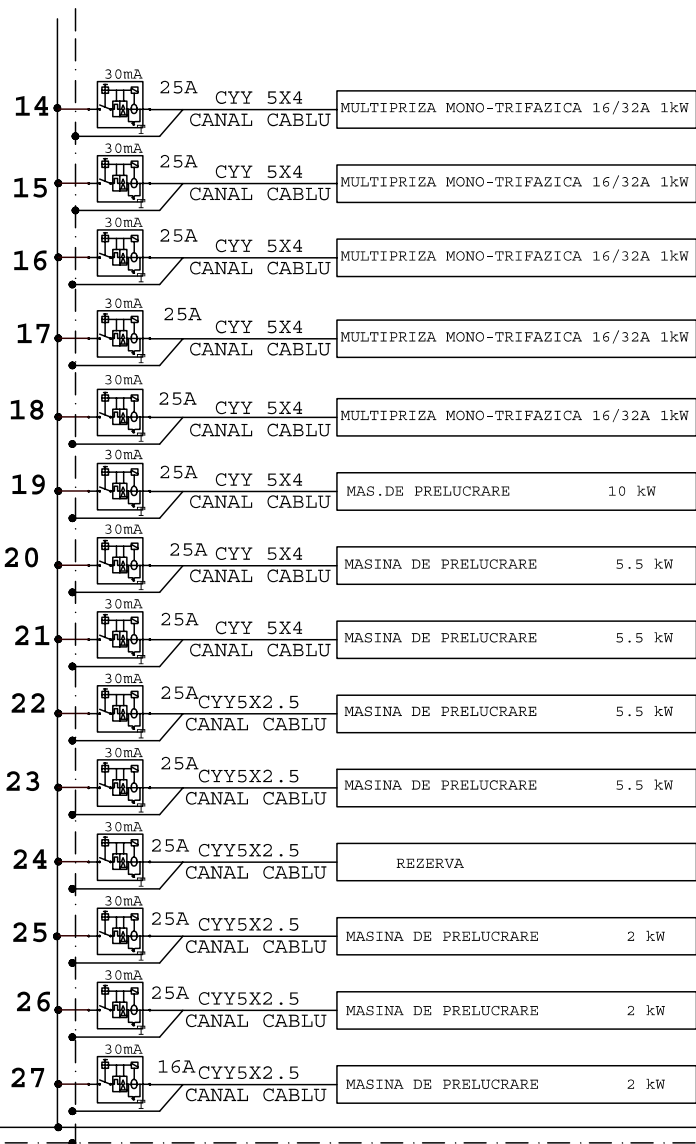 30mA
14 25A CYY 5X4 MULTIPRIZA MONO-TRIFAZICA 16/32A 1kW
CANAL CABLU
30mA
15 25A CYY 5X4 MULTIPRIZA MONO-TRIFAZICA 16/32A 1kW
CANAL CABLU
30mA
16 25A CYY 5X4 MULTIPRIZA MONO-TRIFAZICA 16/32A 1kW
CANAL CABLU
30mA
17 25A CYY 5X4 MULTIPRIZA MONO-TRIFAZICA 16/32A 1kW
CANAL CABLU
30mA
18 25A CYY 5X4 MULTIPRIZA MONO-TRIFAZICA 16/32A 1kW
CANAL CABLU
30mA
19 25A CYY 5X4 MAS.DE PRELUCRARE 10 kW
CANAL CABLU
30mA
20 25A CYY 5X4 MASINA DE PRELUCRARE 5.5 kW
CANAL CABLU
30mA
21 25A CYY 5X4 MASINA DE PRELUCRARE 5.5 kW
CANAL CABLU
30mA
22 25A CYY5X2.5 MASINA DE PRELUCRARE 5.5 kW
CANAL CABLU
30mA
23 25A CYY5X2.5 MASINA DE PRELUCRARE 5.5 kW
CANAL CABLU
30mA
24 25A CYY5X2.5 REZERVA
CANAL CABLU
30mA
25 25A CYY5X2.5 MASINA DE PRELUCRARE 2 kW
CANAL CABLU
30mA
26 25A CYY5X2.5 MASINA DE PRELUCRARE 2 kW
CANAL CABLU
30mA
27 16A CYY5X2.5 MASINA DE PRELUCRARE 2 kW
CANAL CABLU